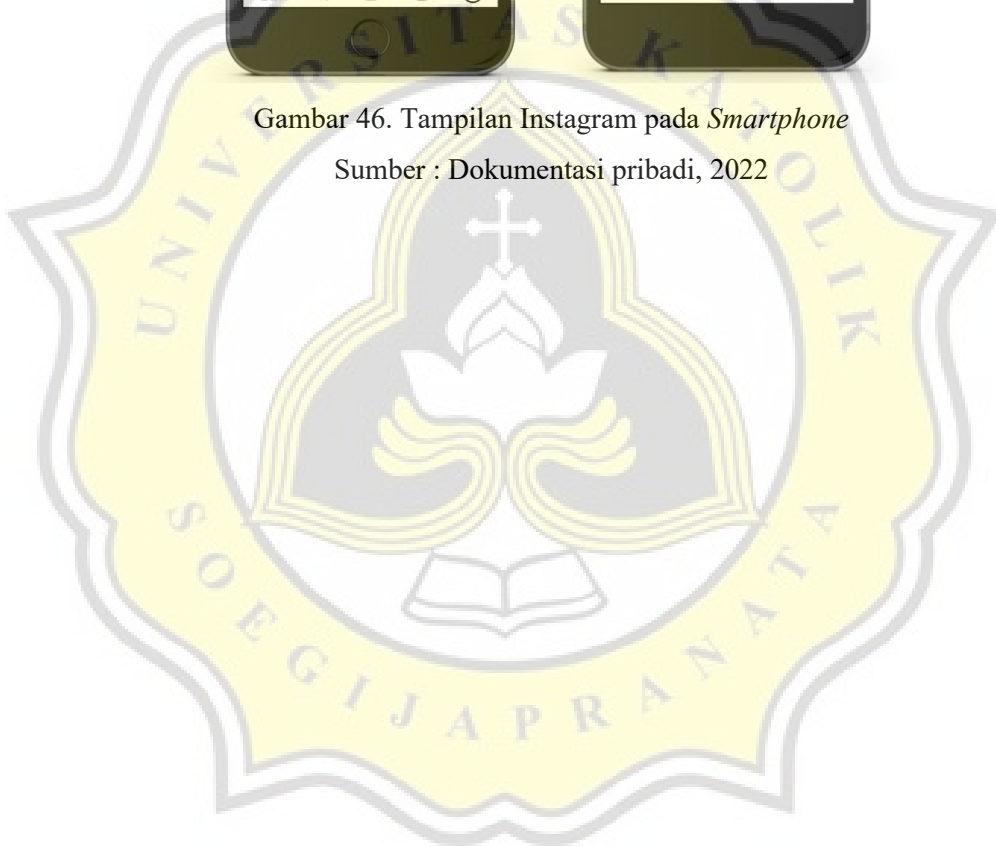 Gambar 46. Tampilan Instagram pada Smartphone
Sumber : Dokumentasi pribadi, 2022
UNIVERSITAS KATOLIK
SOEGIJAPRANATA